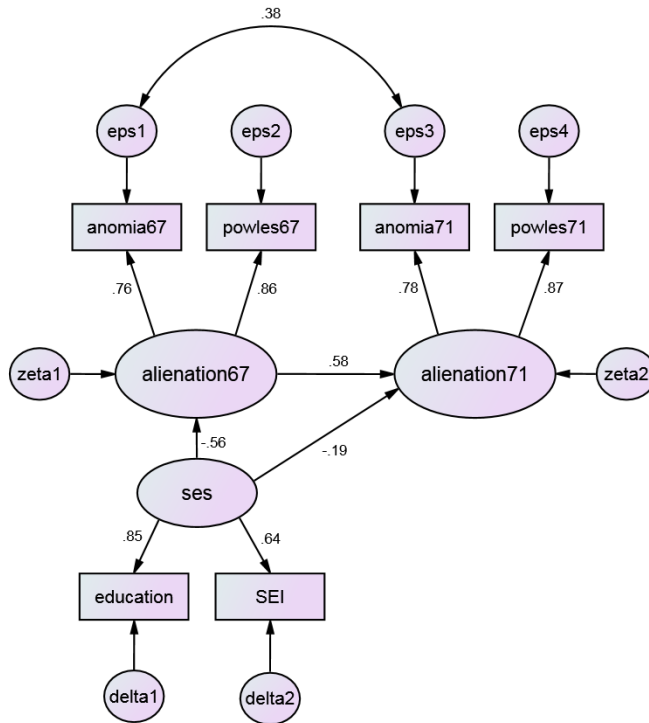 .38
eps1
eps2
eps3
eps4
anomia67
powles67
anomia71
powles71
.76
.86
.78
.87
zeta1
alienation67
.58
alienation71
zeta2
-.56
-.19
ses
.85
.64
education
SEI
delta1
delta2